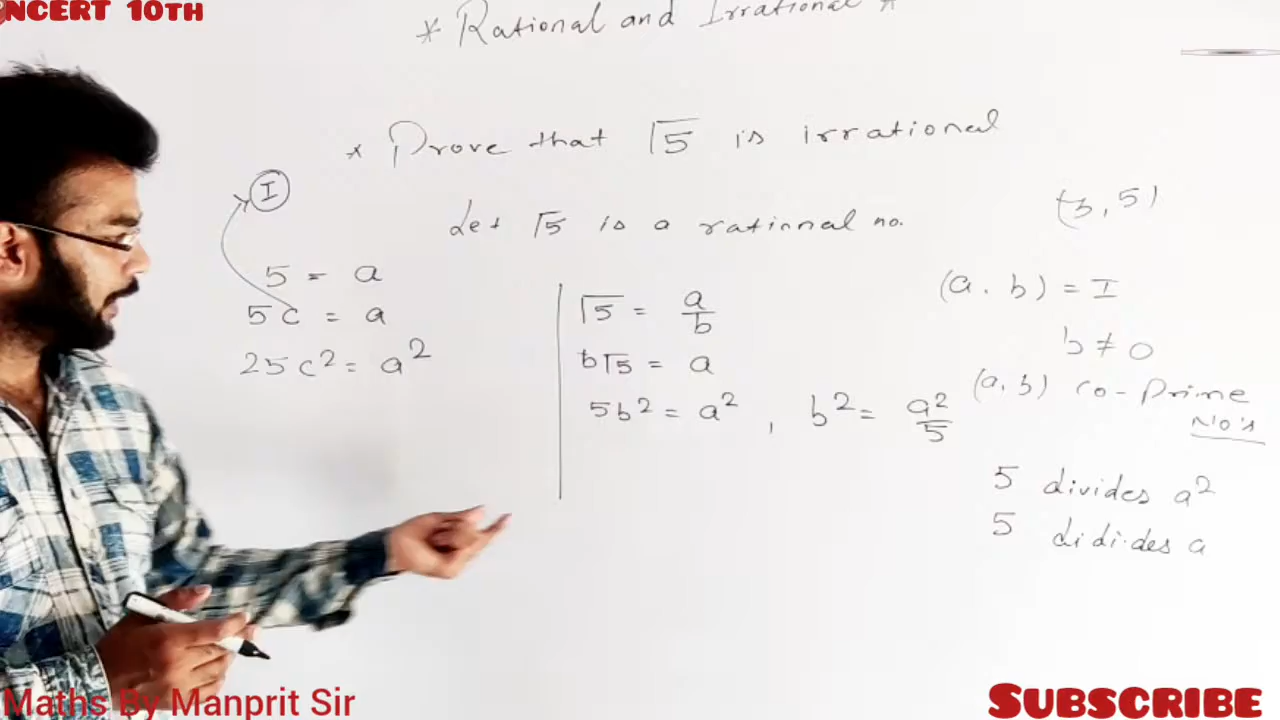 NCERT 10TH
* Rational and Irrational *
* Prove that √5 is irrational
I
Let √5 is a rational no.
(3, 5)
5 = a
5c = a
25c² = a²
√5 = a/b
b√5 = a
5b² = a² , b² = a²/5
(a, b) = I
b ≠ 0
(a, b) co-prime
No's
5 divides a²
5 didides a
Maths By Manprit Sir
SUBSCRIBE